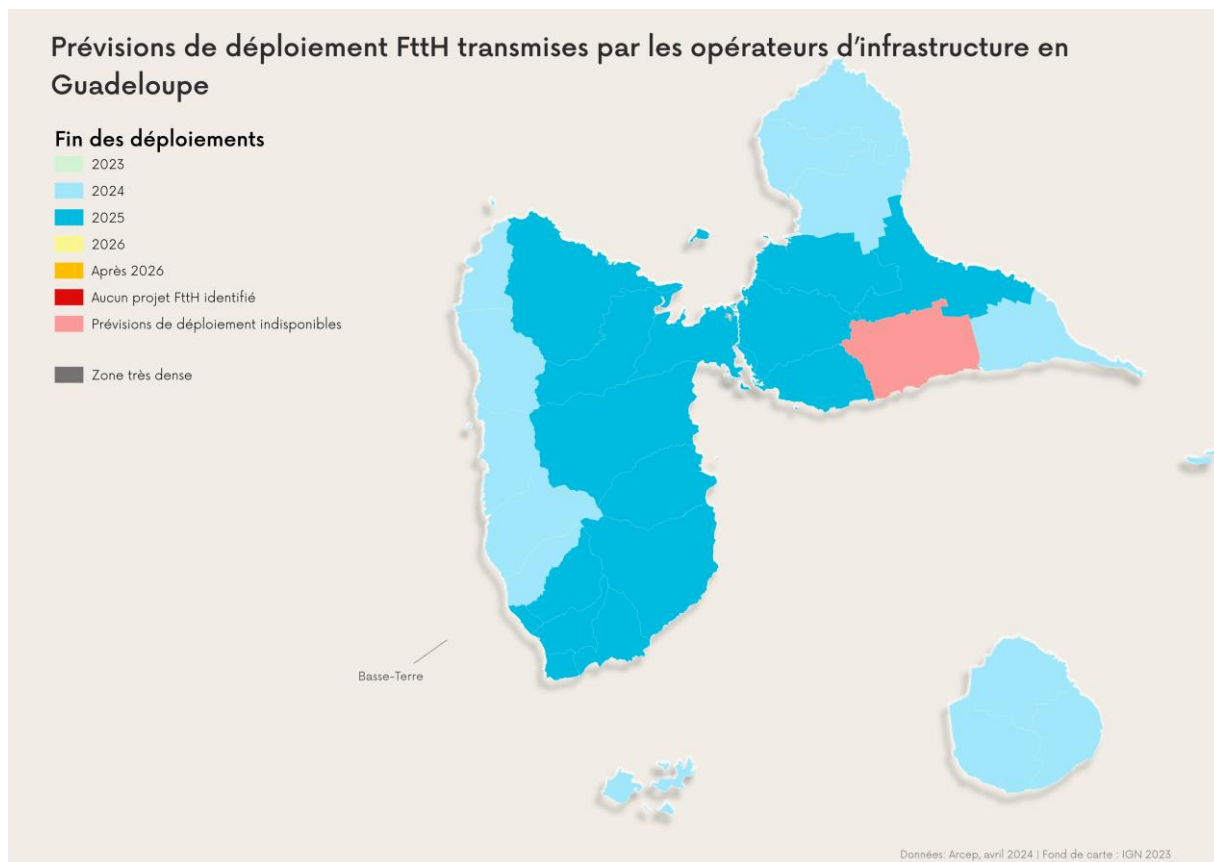 Prévisions de déploiement FttH transmises par les opérateurs d'infrastructure en
Guadeloupe
Fin des déploiements
2023
2024
2025
2026
Après 2026
Aucun projet FttH identifié
Prévisions de déploiement indisponibles
Zone très dense
Basse-Terre
Données: Arcep, avril 2024 | Fond de carte : IGN 2023